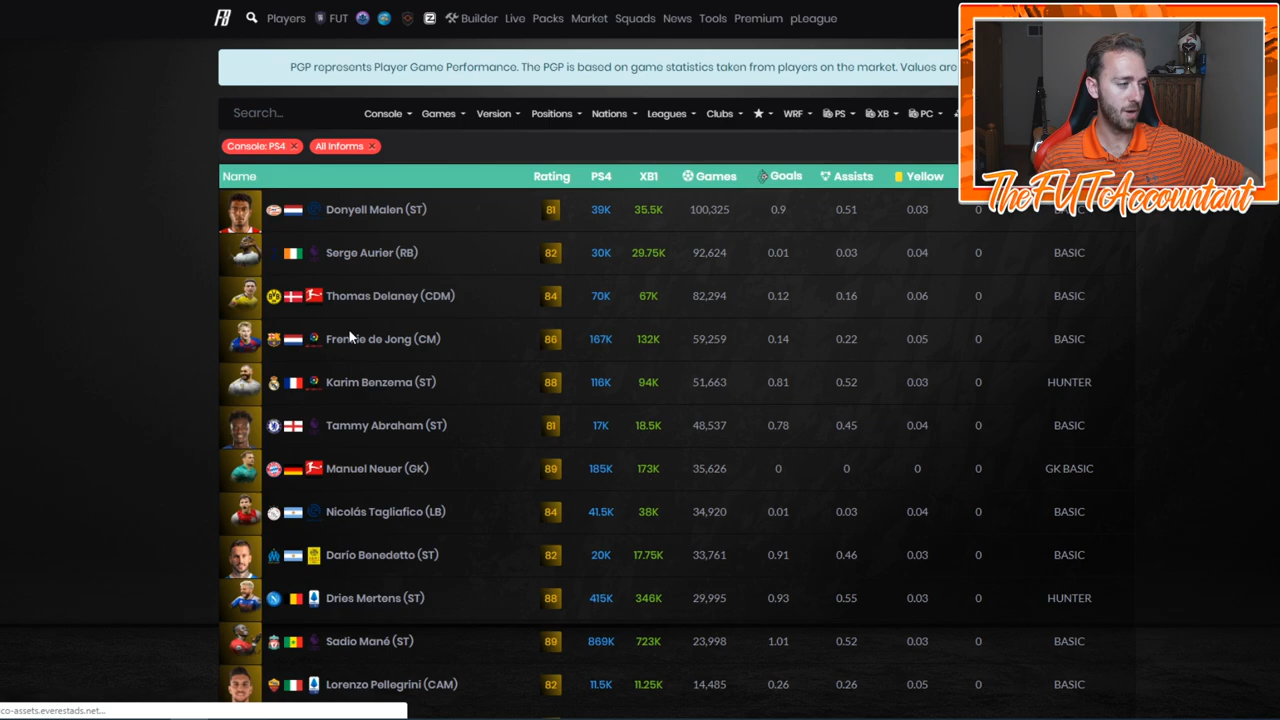 FB Players FUT Z Builder Live Packs Market Squads News Tools Premium pLeague
PGP represents Player Game Performance. The PGP is based on game statistics taken from players on the market. Values are
Search... Console Games Version Positions Nations Leagues Clubs WRF PS XB PC
Console: PS4 × All Informs ×
Name Rating PS4 XB1 Games Goals Assists Yellow
Donyell Malen (ST) 81 39K 35.5K 100,325 0.9 0.51 0.03 0
Serge Aurier (RB) 82 30K 29.75K 92,624 0.01 0.03 0.04 0 BASIC
Thomas Delaney (CDM) 84 70K 67K 82,294 0.12 0.16 0.06 0 BASIC
Frenkie de Jong (CM) 86 167K 132K 59,259 0.14 0.22 0.05 0 BASIC
Karim Benzema (ST) 88 116K 94K 51,663 0.81 0.52 0.03 0 HUNTER
Tammy Abraham (ST) 81 17K 18.5K 48,537 0.78 0.45 0.04 0 BASIC
Manuel Neuer (GK) 89 185K 173K 35,626 0 0 0 0 GK BASIC
Nicolás Tagliafico (LB) 84 41.5K 38K 34,920 0.01 0.03 0.04 0 BASIC
Darío Benedetto (ST) 82 20K 17.75K 33,761 0.91 0.46 0.03 0 BASIC
Dries Mertens (ST) 88 415K 346K 29,995 0.93 0.55 0.03 0 HUNTER
Sadio Mané (ST) 89 869K 723K 23,998 1.01 0.52 0.03 0 BASIC
Lorenzo Pellegrini (CAM) 82 11.5K 11.25K 14,485 0.26 0.26 0.05 0 BASIC
co-assets.everestads.net...
TheFUTAccountant